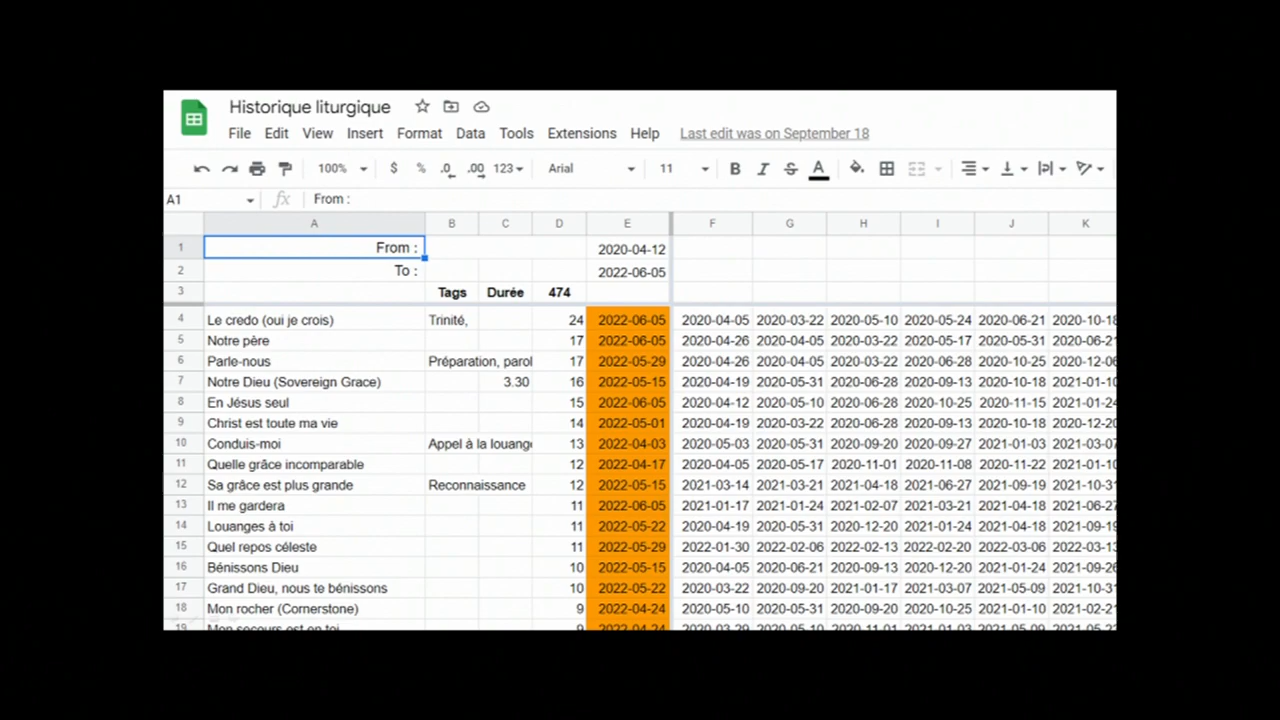 Historique liturgique
File Edit View Insert Format Data Tools Extensions Help Last edit was on September 18
100% $ % .0 .00 123 Arial 11 B I S A
A1 fx From :
A B C D E F G H I J K
1 From : 2020-04-12
2 To : 2022-06-05
3 Tags Durée 474
4 Le credo (oui je crois) Trinité, 24 2022-06-05 2020-04-05 2020-03-22 2020-05-10 2020-05-24 2020-06-21 2020-10-18
5 Notre père 17 2022-06-05 2020-04-26 2020-04-05 2020-03-22 2020-05-17 2020-05-31 2020-06-21
6 Parle-nous Préparation, parol 17 2022-05-29 2020-04-26 2020-04-05 2020-03-22 2020-06-28 2020-10-25 2020-12-06
7 Notre Dieu (Sovereign Grace) 3.30 16 2022-05-15 2020-04-19 2020-05-31 2020-06-28 2020-09-13 2020-10-18 2021-01-10
8 En Jésus seul 15 2022-06-05 2020-04-12 2020-05-10 2020-06-28 2020-10-25 2020-11-15 2021-01-24
9 Christ est toute ma vie 14 2022-05-01 2020-04-19 2020-03-22 2020-06-28 2020-09-13 2020-10-18 2020-12-20
10 Conduis-moi Appel à la louang 13 2022-04-03 2020-05-03 2020-05-31 2020-09-20 2020-09-27 2021-01-03 2021-03-07
11 Quelle grâce incomparable 12 2022-04-17 2020-04-05 2020-05-17 2020-11-01 2020-11-08 2020-11-22 2021-01-10
12 Sa grâce est plus grande Reconnaissance 12 2022-05-15 2021-03-14 2021-03-21 2021-04-18 2021-06-27 2021-09-19 2021-10-31
13 Il me gardera 11 2022-06-05 2021-01-17 2021-01-24 2021-02-07 2021-03-21 2021-04-18 2021-06-27
14 Louanges à toi 11 2022-05-22 2020-04-19 2020-05-31 2020-12-20 2021-01-24 2021-04-18 2021-09-19
15 Quel repos céleste 11 2022-05-29 2022-01-30 2022-02-06 2022-02-13 2022-02-20 2022-03-06 2022-03-13
16 Bénissons Dieu 10 2022-05-15 2020-04-05 2020-06-21 2020-09-13 2020-12-20 2021-01-24 2021-09-26
17 Grand Dieu, nous te bénissons 10 2022-05-22 2020-03-22 2020-09-20 2021-01-17 2021-03-07 2021-05-09 2021-10-31
18 Mon rocher (Cornerstone) 9 2022-04-24 2020-05-10 2020-05-31 2020-09-20 2020-10-25 2021-01-10 2021-02-21
19 Mon secours est en toi 9 2022-04-24 2020-03-29 2020-05-10 2020-11-01 2021-01-03 2021-05-09